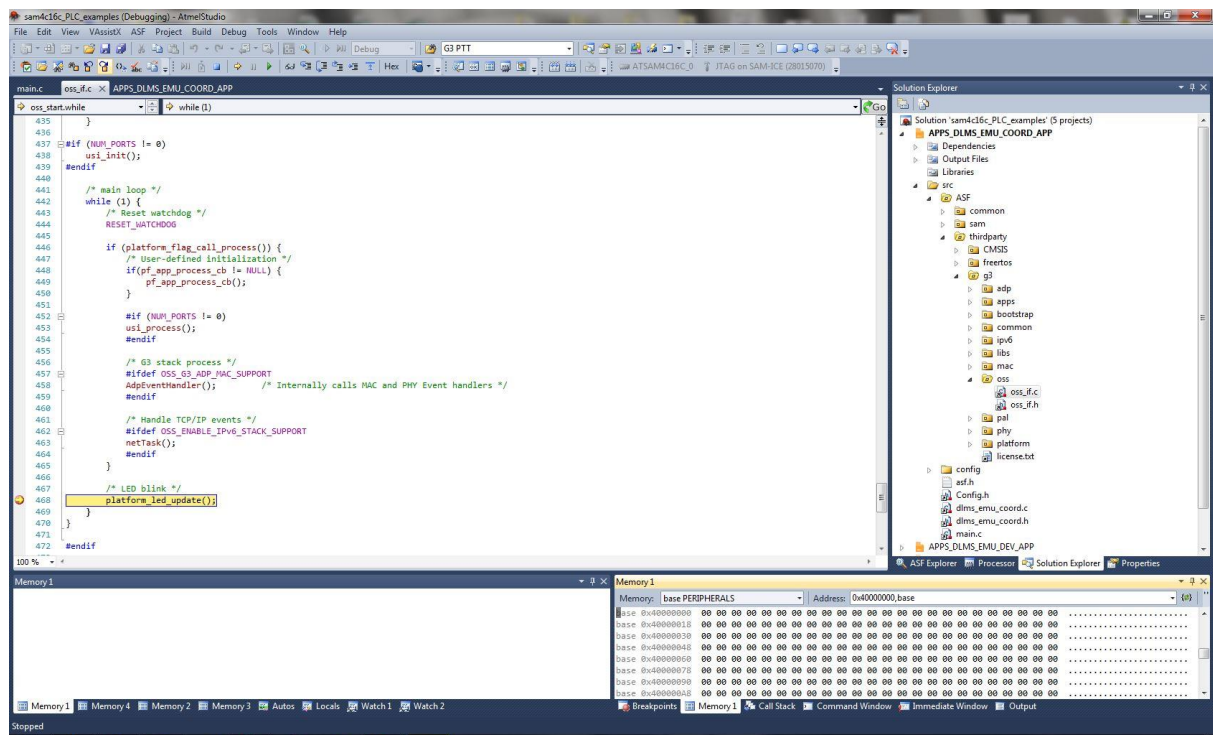 sam4c16c_PLC_examples (Debugging) - AtmelStudio
File Edit View VAssistX ASF Project Build Debug Tools Window Help
Debug G3 PTT
Hex ATSAM4C16C_0 JTAG on SAM-ICE (28015070)
main.c oss_if.c APPS_DLMS_EMU_COORD_APP
oss_start.while while (1) Go
435 }
436
437 #if (NUM_PORTS != 0)
438 usi_init();
439 #endif
440
441 /* main loop */
442 while (1) {
443 /* Reset watchdog */
444 RESET_WATCHDOG
445
446 if (platform_flag_call_process()) {
447 /* User-defined initialization */
448 if(pf_app_process_cb != NULL) {
449 pf_app_process_cb();
450 }
451
452 #if (NUM_PORTS != 0)
453 usi_process();
454 #endif
455
456 /* G3 stack process */
457 #ifdef OSS_G3_ADP_MAC_SUPPORT
458 AdpEventHandler(); /* Internally calls MAC and PHY Event handlers */
459 #endif
460
461 /* Handle TCP/IP events */
462 #ifdef OSS_ENABLE_IPv6_STACK_SUPPORT
463 netTask();
464 #endif
465 }
466
467 /* LED blink */
468 platform_led_update();
469 }
470 }
471
472 #endif
100 %
Solution Explorer
Solution 'sam4c16c_PLC_examples' (5 projects)
APPS_DLMS_EMU_COORD_APP
Dependencies
Output Files
Libraries
src
ASF
common
sam
thirdparty
CMSIS
freertos
g3
adp
apps
bootstrap
common
ipv6
libs
mac
oss
oss_if.c
oss_if.h
pal
phy
platform
license.txt
config
asf.h
Config.h
dlms_emu_coord.c
dlms_emu_coord.h
main.c
APPS_DLMS_EMU_DEV_APP
ASF Explorer Processor Solution Explorer Properties
Memory 1
Memory 1 Memory 4 Memory 2 Memory 3 Autos Locals Watch 1 Watch 2
Memory 1
Memory: base PERIPHERALS Address: 0x40000000,base
base 0x40000000 00 00 00 00 00 00 00 00 00 00 00 00 00 00 00 00 00 00 00 00 00 00 00 00 ........................
base 0x40000018 00 00 00 00 00 00 00 00 00 00 00 00 00 00 00 00 00 00 00 00 00 00 00 00 ........................
base 0x40000030 00 00 00 00 00 00 00 00 00 00 00 00 00 00 00 00 00 00 00 00 00 00 00 00 ........................
base 0x40000048 00 00 00 00 00 00 00 00 00 00 00 00 00 00 00 00 00 00 00 00 00 00 00 00 ........................
base 0x40000060 00 00 00 00 00 00 00 00 00 00 00 00 00 00 00 00 00 00 00 00 00 00 00 00 ........................
base 0x40000078 00 00 00 00 00 00 00 00 00 00 00 00 00 00 00 00 00 00 00 00 00 00 00 00 ........................
base 0x40000090 00 00 00 00 00 00 00 00 00 00 00 00 00 00 00 00 00 00 00 00 00 00 00 00 ........................
base 0x400000A8 00 00 00 00 00 00 00 00 00 00 00 00 00 00 00 00 00 00 00 00 00 00 00 00 ........................
Breakpoints Memory 1 Call Stack Command Window Immediate Window Output
Stopped